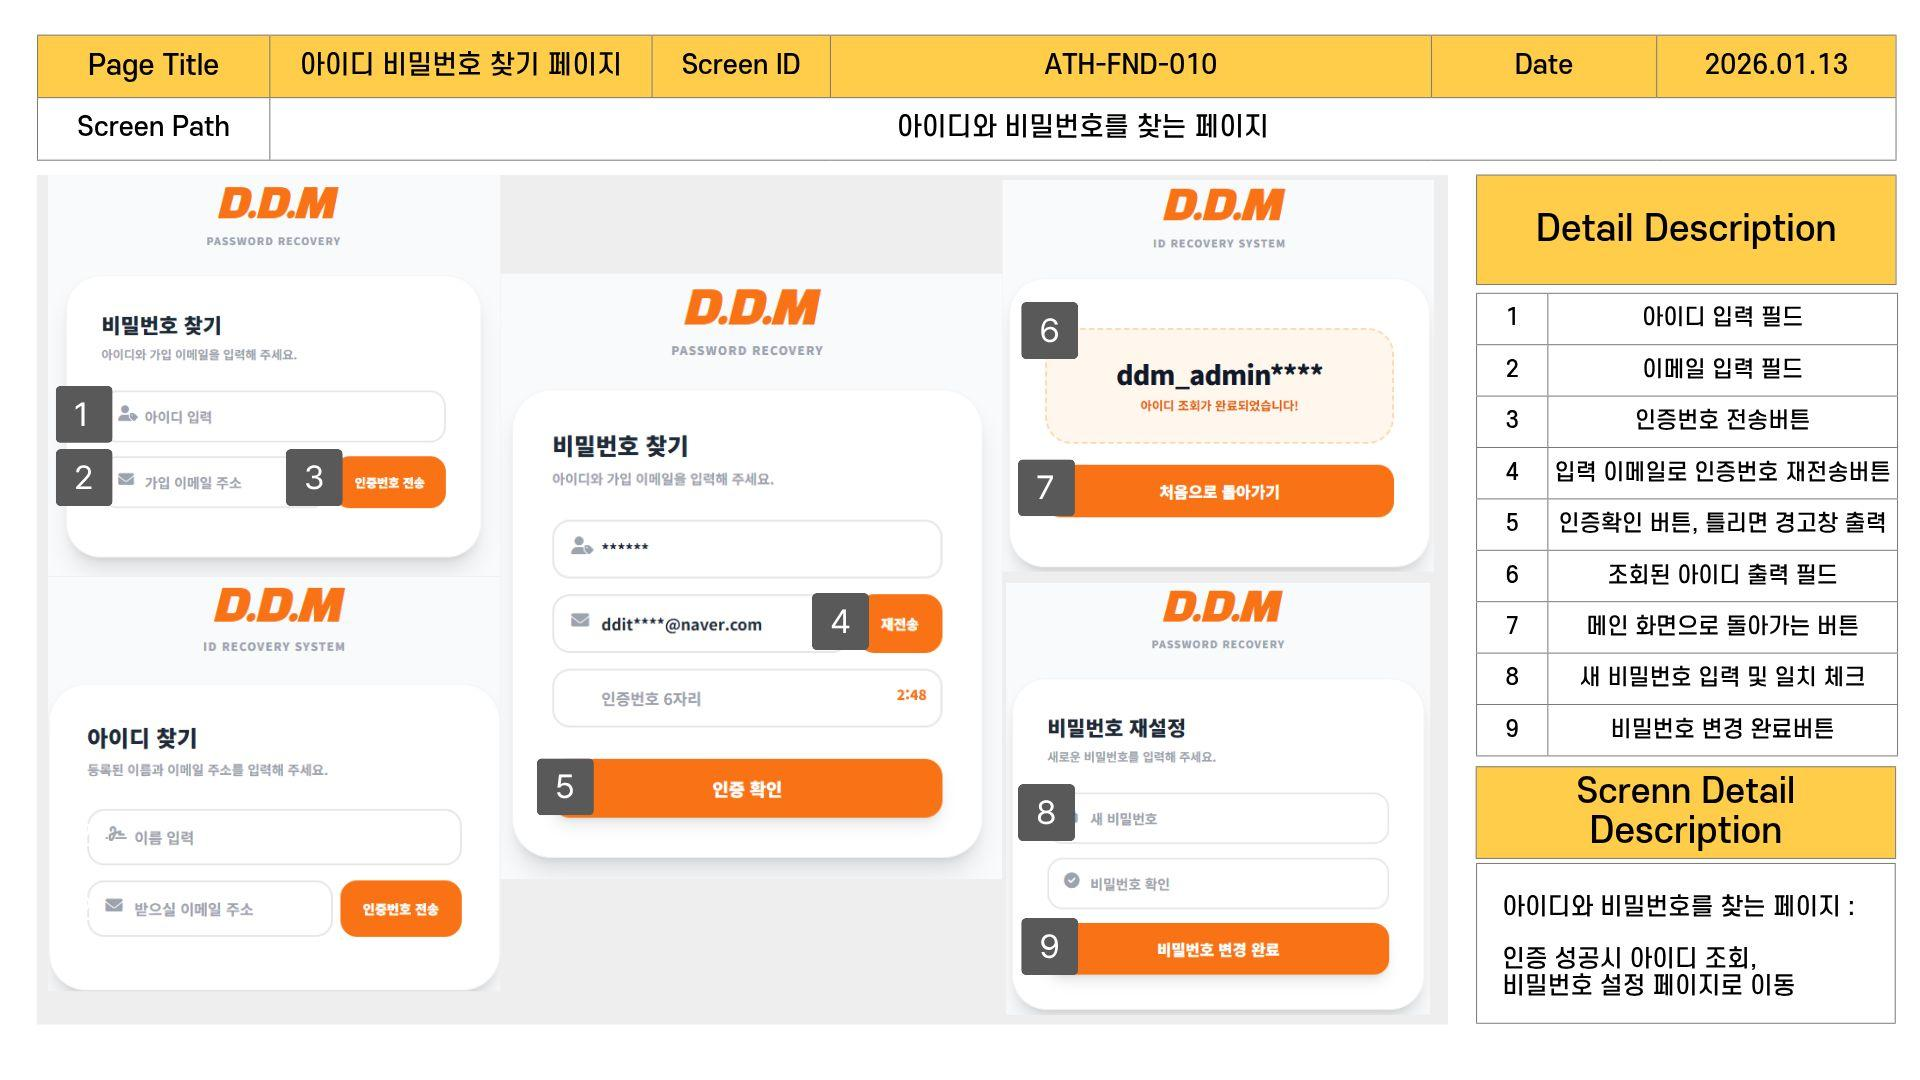 Page Title
아이디 비밀번호 찾기 페이지
Screen ID
ATH-FND-010
Date
2026.01.13
Screen Path
아이디와 비밀번호를 찾는 페이지
D.D.M
PASSWORD RECOVERY
비밀번호 찾기
아이디와 가입 이메일을 입력해 주세요.
1
아이디 입력
2
가입 이메일 주소
3
인증번호 전송
D.D.M
ID RECOVERY SYSTEM
아이디 찾기
등록된 이름과 이메일 주소를 입력해 주세요.
이름 입력
받으실 이메일 주소
인증번호 전송
D.D.M
PASSWORD RECOVERY
비밀번호 찾기
아이디와 가입 이메일을 입력해 주세요.
******
ddit****@naver.com
4
재전송
인증번호 6자리
2:48
5
인증 확인
D.D.M
ID RECOVERY SYSTEM
6
ddm_admin****
아이디 조회가 완료되었습니다!
7
처음으로 돌아가기
D.D.M
PASSWORD RECOVERY
비밀번호 재설정
새로운 비밀번호를 입력해 주세요.
8
새 비밀번호
비밀번호 확인
9
비밀번호 변경 완료
Detail Description
1 아이디 입력 필드
2 이메일 입력 필드
3 인증번호 전송버튼
4 입력 이메일로 인증번호 재전송버튼
5 인증확인 버튼, 틀리면 경고창 출력
6 조회된 아이디 출력 필드
7 메인 화면으로 돌아가는 버튼
8 새 비밀번호 입력 및 일치 체크
9 비밀번호 변경 완료버튼
Screnn Detail
Description
아이디와 비밀번호를 찾는 페이지 :
인증 성공시 아이디 조회,
비밀번호 설정 페이지로 이동